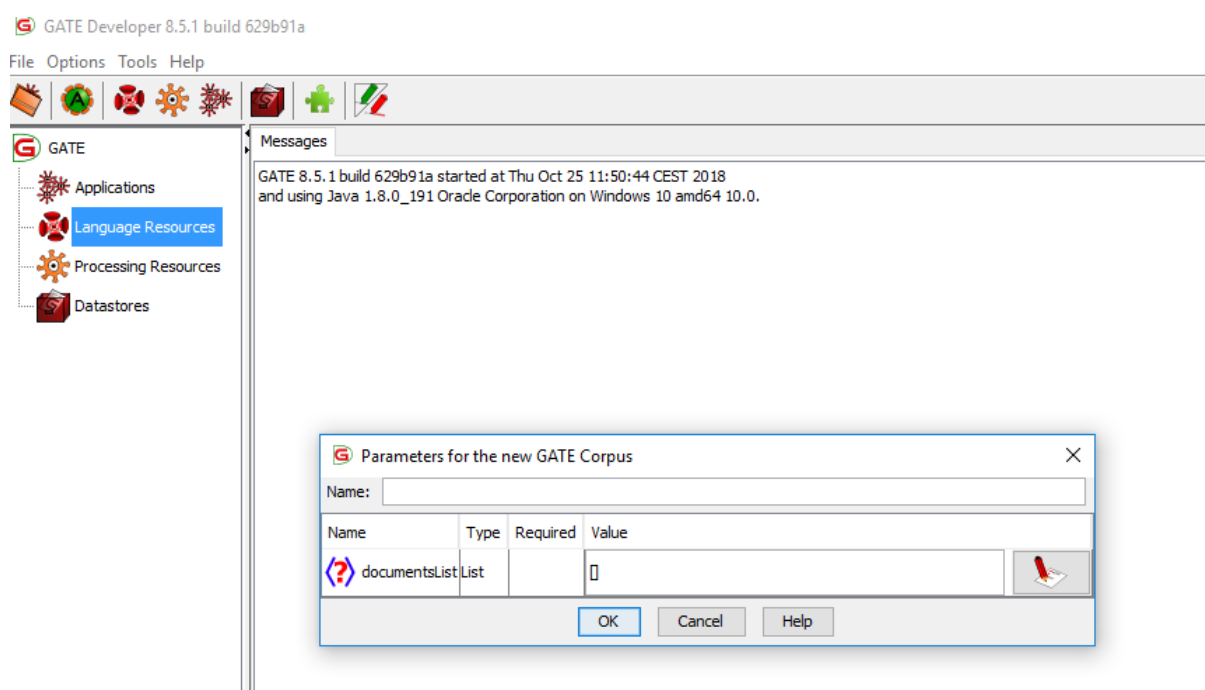 GATE Developer 8.5.1 build 629b91a
File Options Tools Help
GATE
Applications
Language Resources
Processing Resources
Datastores
Messages
GATE 8.5.1 build 629b91a started at Thu Oct 25 11:50:44 CEST 2018
and using Java 1.8.0_191 Oracle Corporation on Windows 10 amd64 10.0.
Parameters for the new GATE Corpus
Name:
Name Type Required Value
documentsList List []
OK Cancel Help